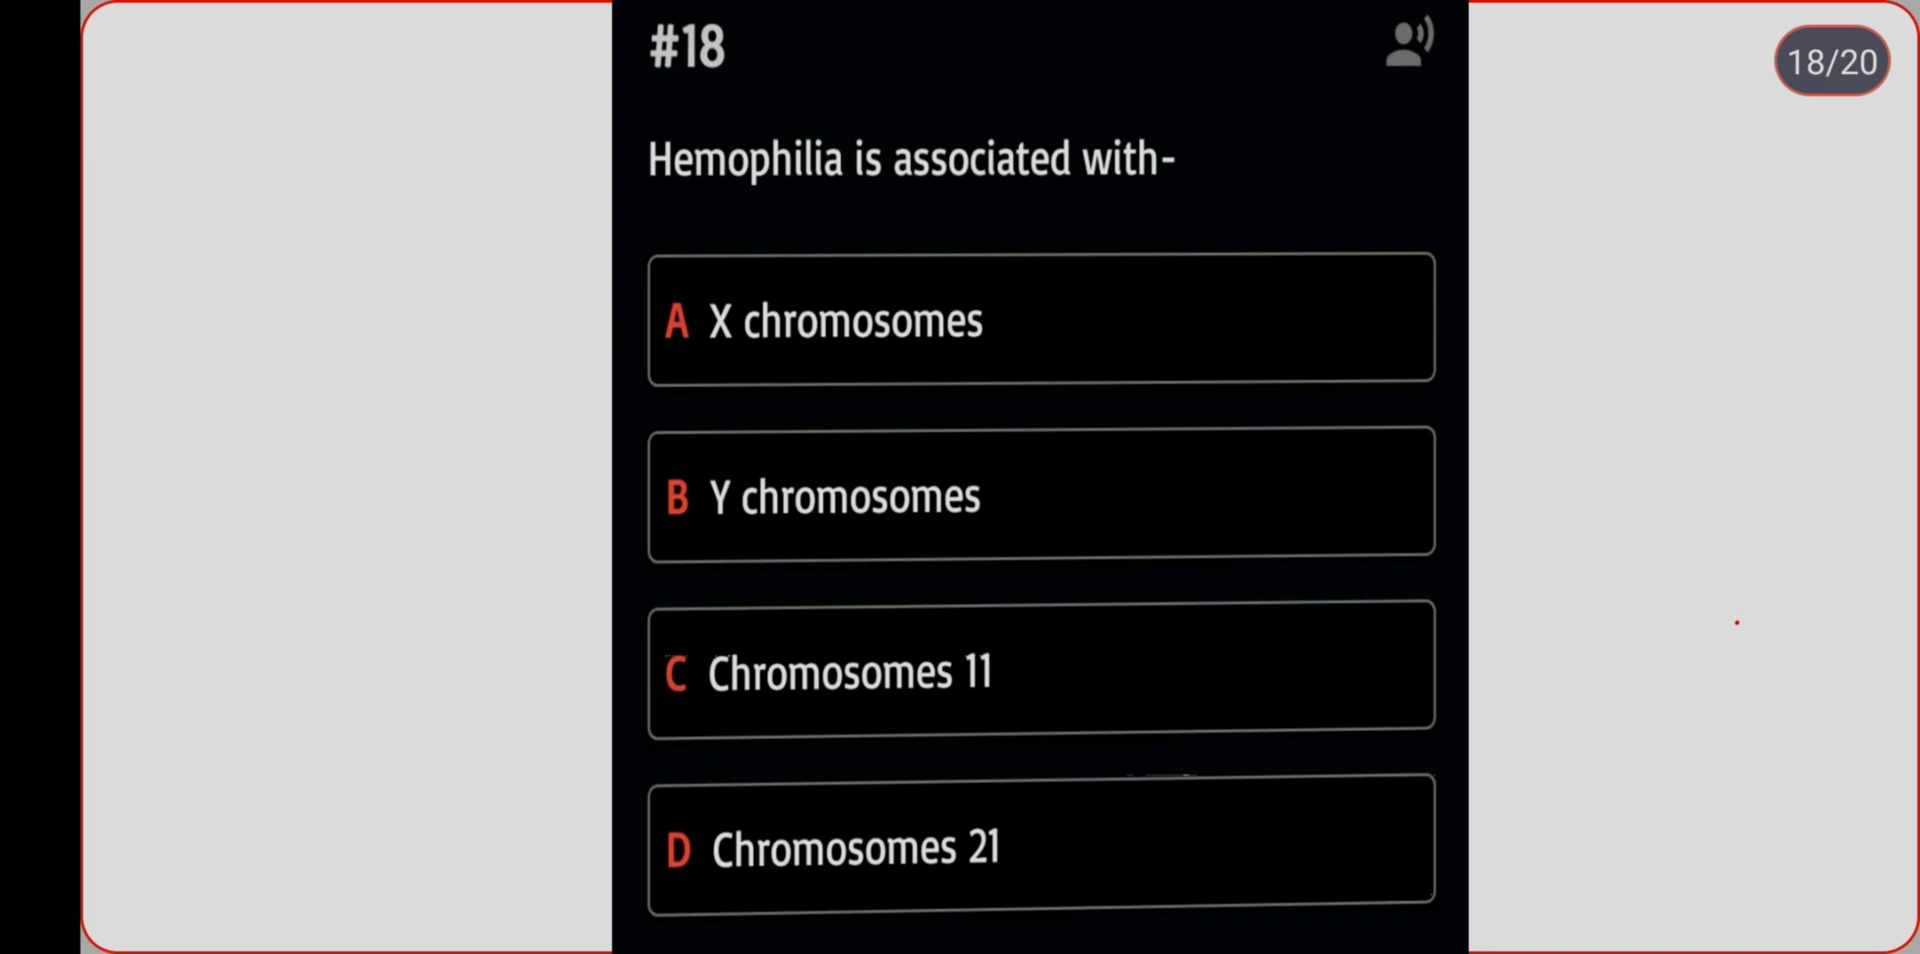 #18
18/20
Hemophilia is associated with-
A X chromosomes
B Y chromosomes
C Chromosomes 11
D Chromosomes 21